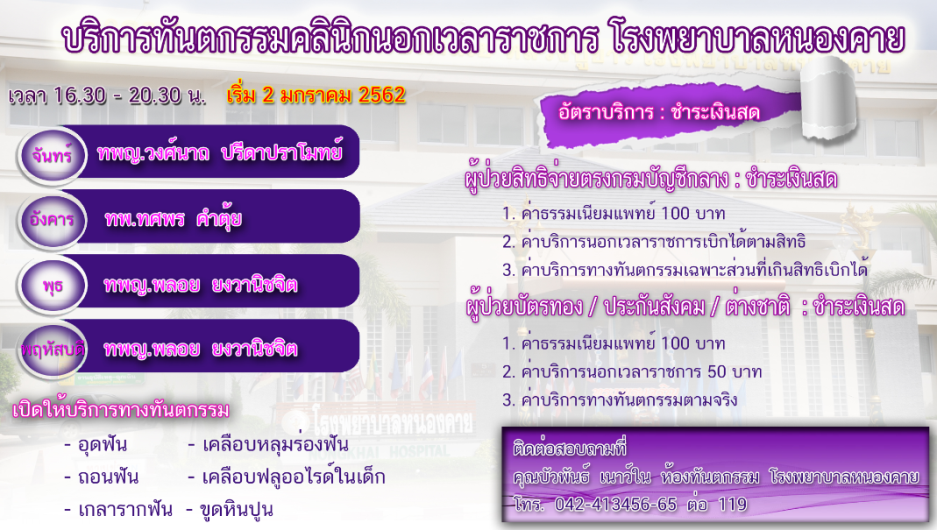 บริการทันตกรรมคลินิกนอกเวลาราชการ โรงพยาบาลหนองคาย
เวลา 16.30 - 20.30 น. เริ่ม 2 มกราคม 2562
จันทร์ ทพญ.วงศ์นาถ ปรีดาปราโมทย์
อังคาร ทพ.ทศพร คำตุ้ย
พุธ ทพญ.พลอย ยงวานิชจิต
พฤหัสบดี ทพญ.พลอย ยงวานิชจิต
เปิดให้บริการทางทันตกรรม
- อุดฟัน - เคลือบหลุมร่องฟัน
- ถอนฟัน - เคลือบฟลูออไรด์ในเด็ก
- เกลารากฟัน - ขูดหินปูน
อัตราบริการ : ชำระเงินสด
ผู้ป่วยสิทธิจ่ายตรงกรมบัญชีกลาง : ชำระเงินสด
1. ค่าธรรมเนียมแพทย์ 100 บาท
2. ค่าบริการนอกเวลาราชการเบิกได้ตามสิทธิ
3. ค่าบริการทางทันตกรรมเฉพาะส่วนที่เกินสิทธิเบิกได้
ผู้ป่วยบัตรทอง / ประกันสังคม / ต่างชาติ : ชำระเงินสด
1. ค่าธรรมเนียมแพทย์ 100 บาท
2. ค่าบริการนอกเวลาราชการ 50 บาท
3. ค่าบริการทางทันตกรรมตามจริง
ติดต่อสอบถามที่
คุณบัวพันธ์ เนาว์ใน ห้องทันตกรรม โรงพยาบาลหนองคาย
โทร. 042-413456-65 ต่อ 119
โรงพยาบาลหนองคาย
HOSPITAL